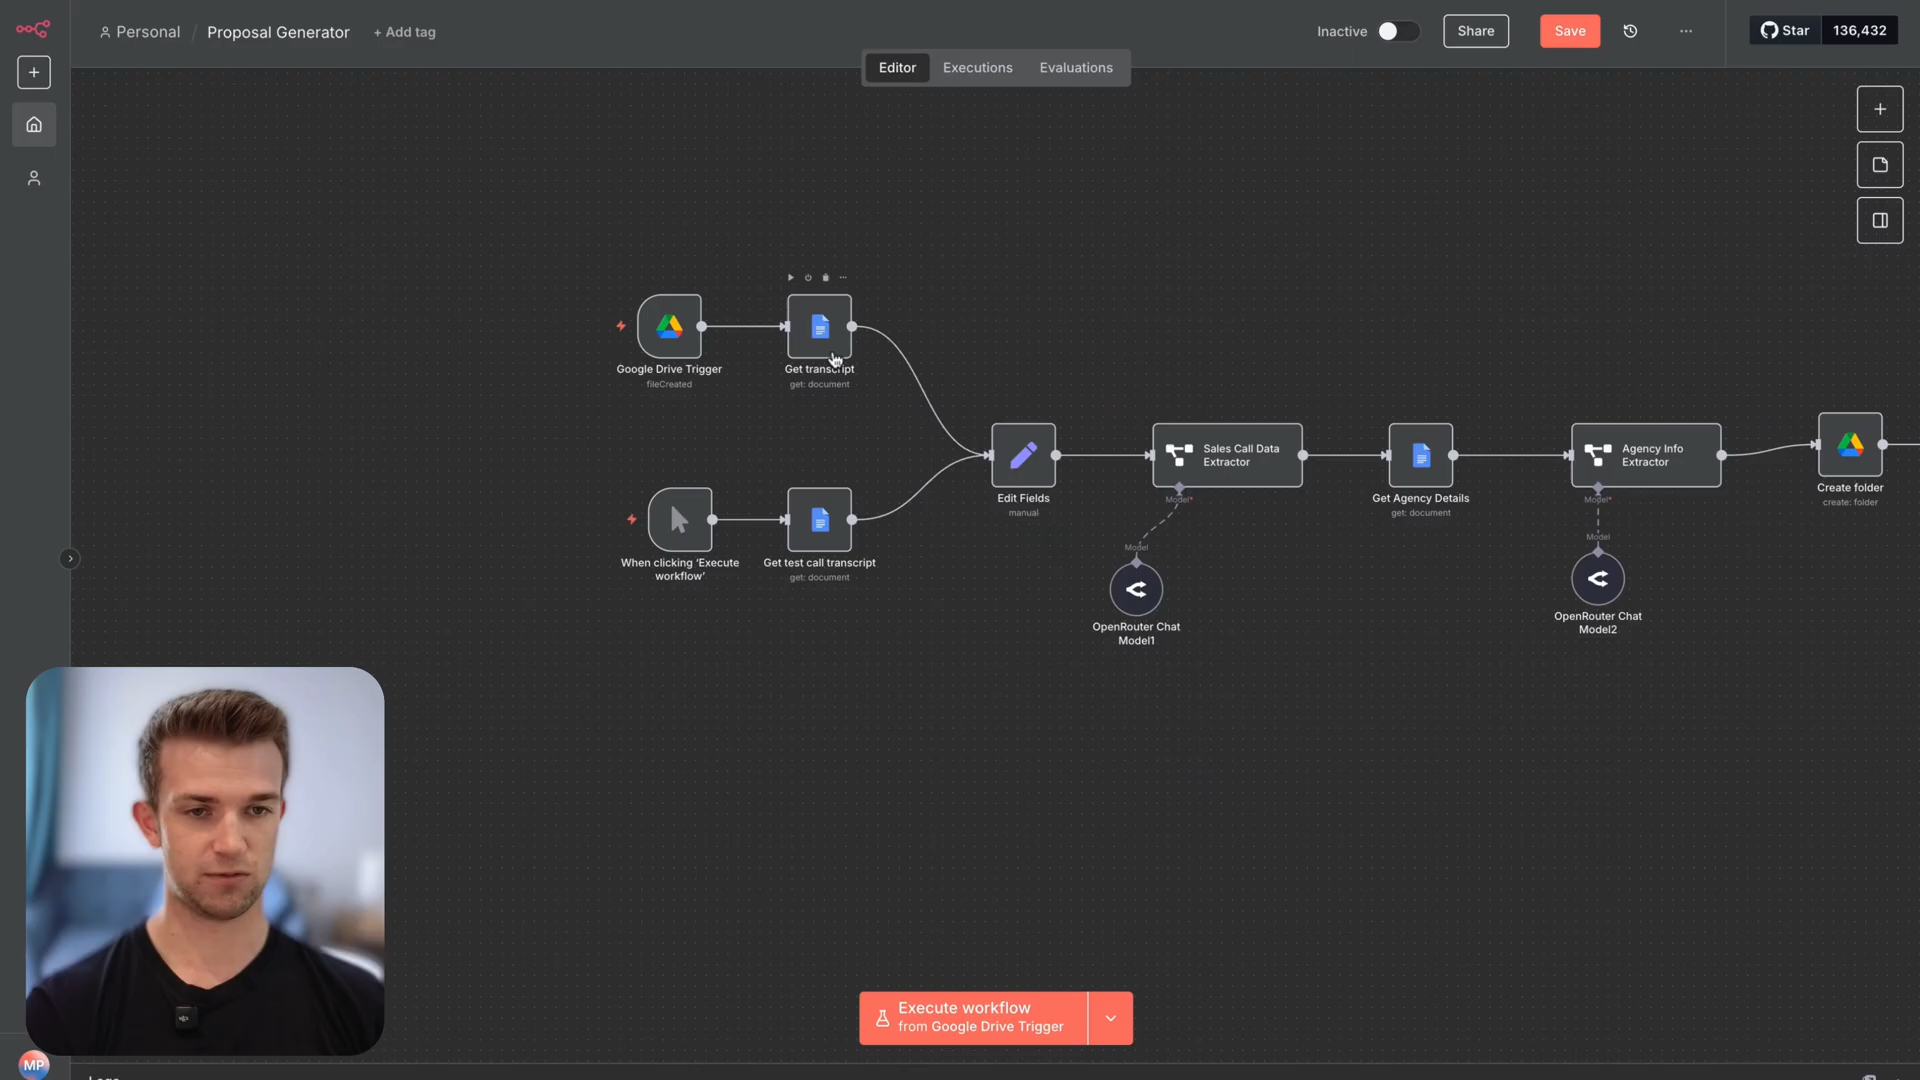 Personal / Proposal Generator + Add tag
Inactive
Share
Save
...
Star 136,432
Editor Executions Evaluations
Google Drive Trigger
fileCreated
Get transcript
get: document
When clicking ‘Execute
workflow’
Get test call transcript
get: document
Edit Fields
manual
Sales Call Data
Extractor
Model*
Model
OpenRouter Chat
Model1
Get Agency Details
get: document
Agency Info
Extractor
Model*
Model
OpenRouter Chat
Model2
Create folder
create: folder
Execute workflow
from Google Drive Trigger
MP